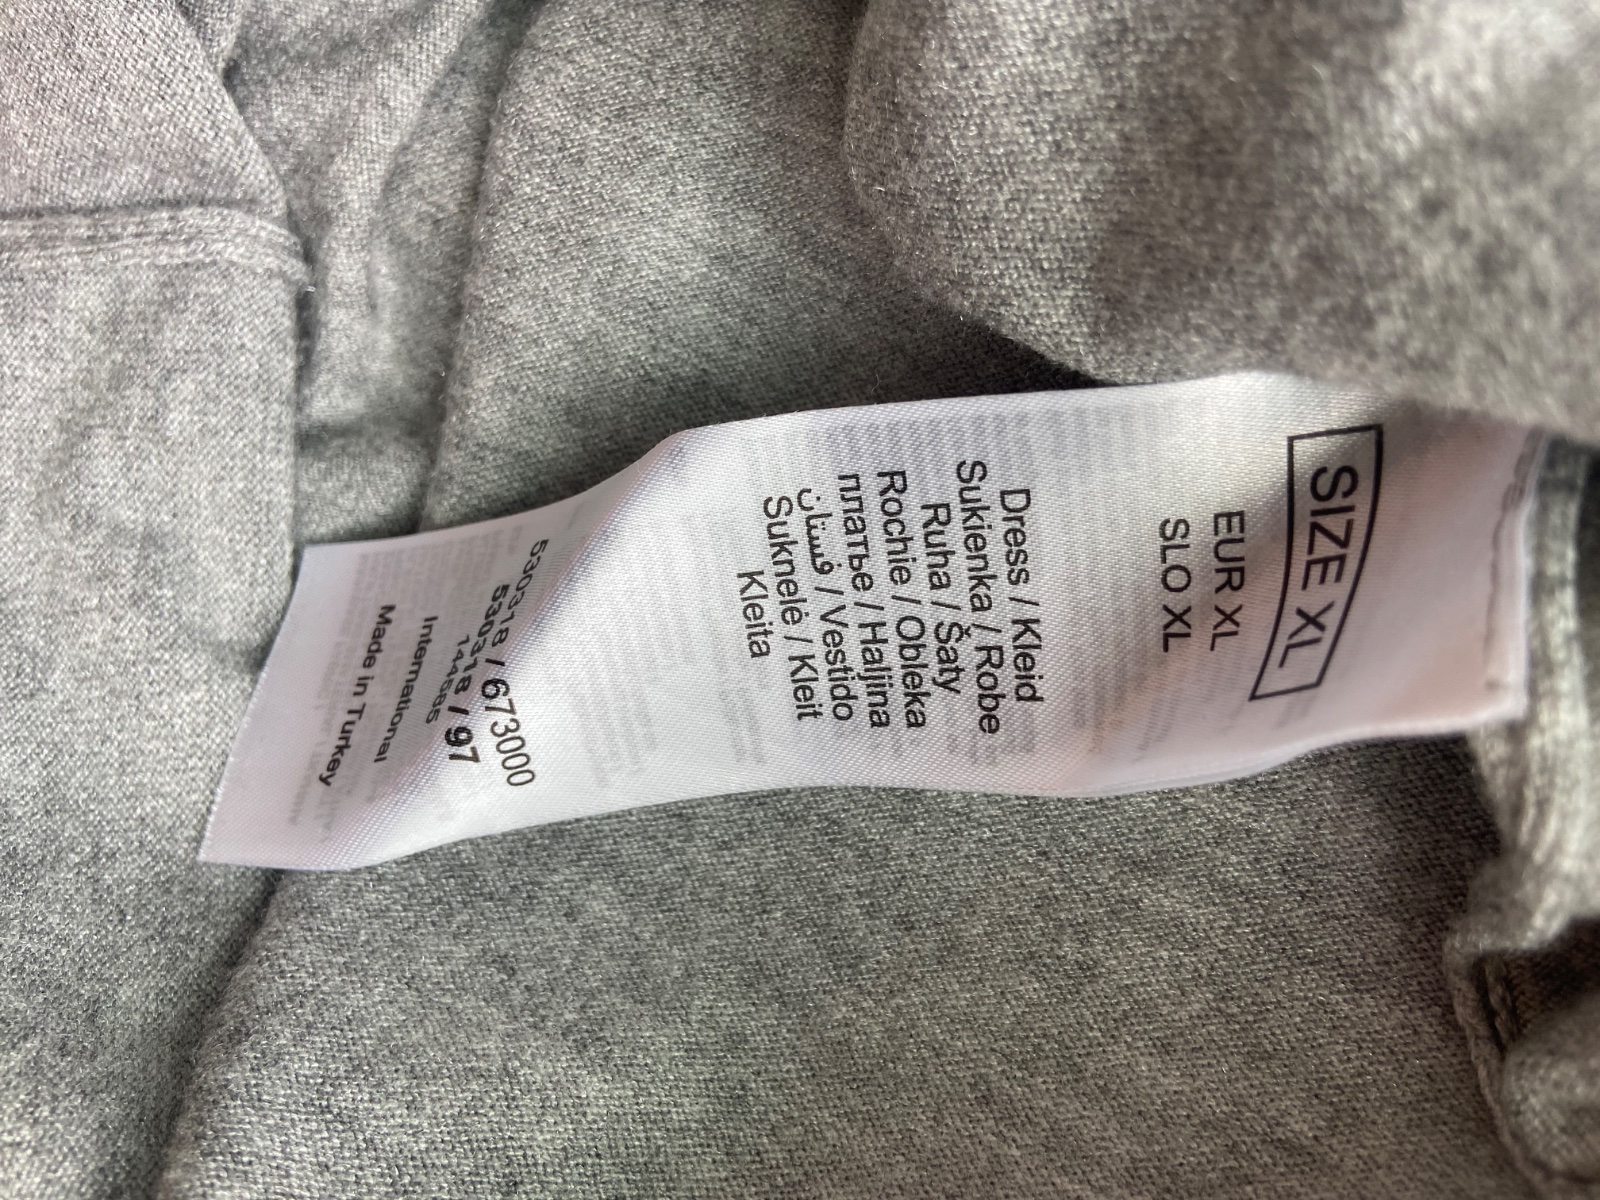 SIZE XL
EUR XL
SLO XL
Dress / Kleid
Sukienka / Robe
Ruha / Šaty
Rochie / Obleka
платье / Haljina
فستان / Vestido
Suknelė / Kleit
Kleita
530318 / 673000
530318 / 97
International
Made in Turkey